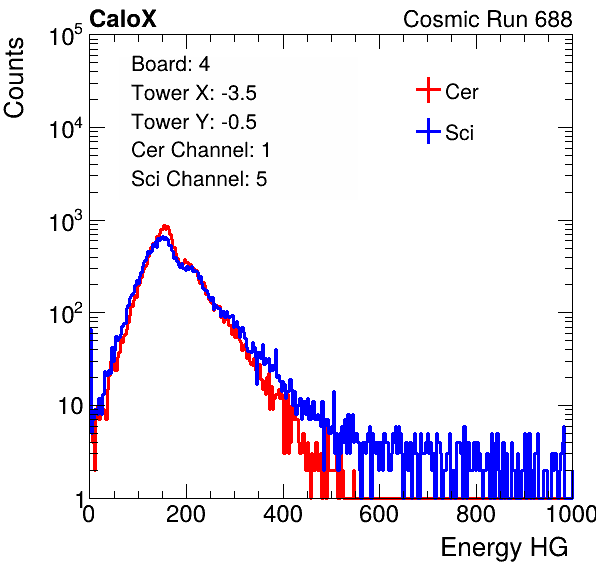 CaloX Cosmic Run 688
Counts
10^5
10^4
10^3
10^2
10
1
Board: 4
Tower X: -3.5
Tower Y: -0.5
Cer Channel: 1
Sci Channel: 5
Cer
Sci
0 200 400 600 800 1000
Energy HG